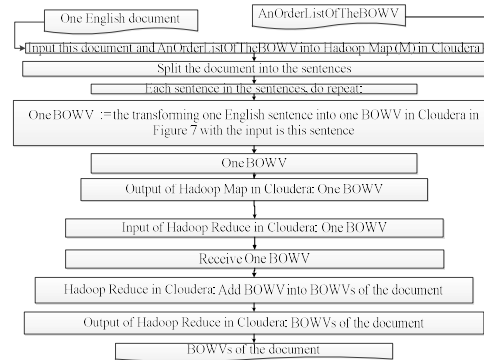 One English document
AnOrderListOfTheBOWV
Input this document and AnOrderListOfTheBOWV into Hadoop Map (M) in Cloudera
Split the document into the sentences
Each sentence in the sentences, do repeat:
OneBOWV := the transforming one English sentence into one BOWV in Cloudera in
Figure 7 with the input is this sentence
One BOWV
Output of Hadoop Map in Cloudera: One BOWV
Input of Hadoop Reduce in Cloudera: One BOWV
Receive One BOWV
Hadoop Reduce in Cloudera: Add BOWV into BOWVs of the document
Output of Hadoop Reduce in Cloudera: BOWVs of the document
BOWVs of the document